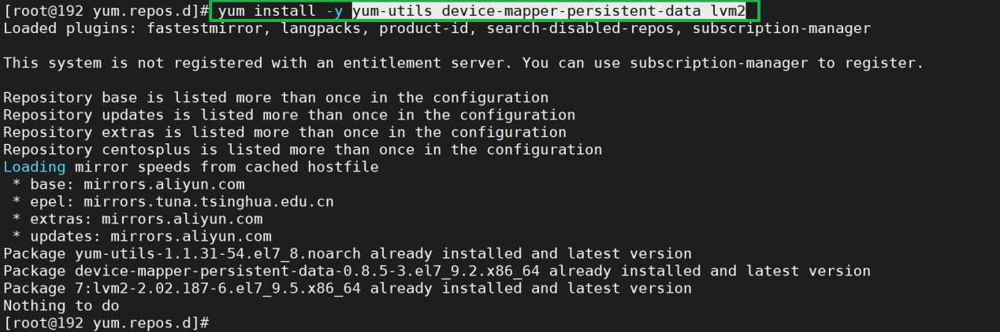 [root@192 yum.repos.d]# yum install -y yum-utils device-mapper-persistent-data lvm2
Loaded plugins: fastestmirror, langpacks, product-id, search-disabled-repos, subscription-manager
This system is not registered with an entitlement server. You can use subscription-manager to register.
Repository base is listed more than once in the configuration
Repository updates is listed more than once in the configuration
Repository extras is listed more than once in the configuration
Repository centosplus is listed more than once in the configuration
Loading mirror speeds from cached hostfile
 * base: mirrors.aliyun.com
 * epel: mirrors.tuna.tsinghua.edu.cn
 * extras: mirrors.aliyun.com
 * updates: mirrors.aliyun.com
Package yum-utils-1.1.31-54.el7_8.noarch already installed and latest version
Package device-mapper-persistent-data-0.8.5-3.el7_9.2.x86_64 already installed and latest version
Package 7:lvm2-2.02.187-6.el7_9.5.x86_64 already installed and latest version
Nothing to do
[root@192 yum.repos.d]#